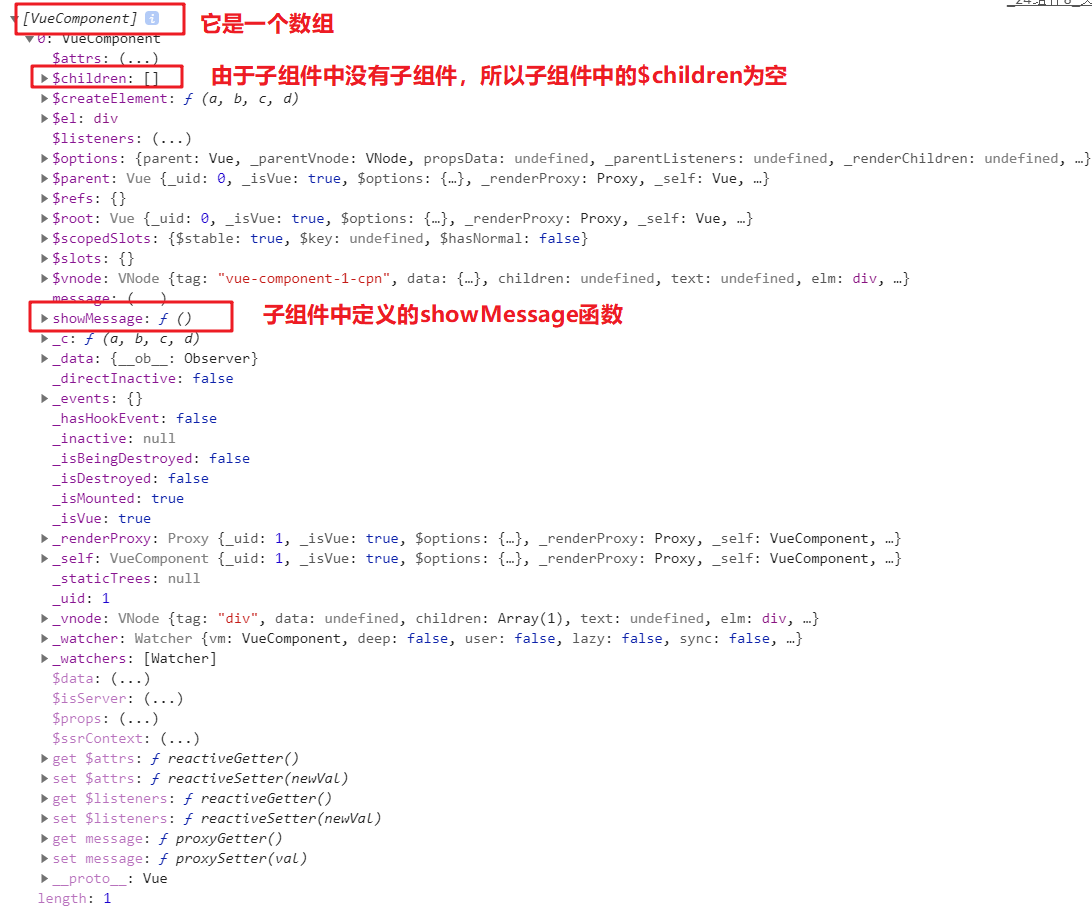 [VueComponent] i 它是一个数组
0: VueComponent
$attrs: (...)
$children: [] 由于子组件中没有子组件，所以子组件中的$children为空
$createElement: ƒ (a, b, c, d)
$el: div
$listeners: (...)
$options: {parent: Vue, _parentVnode: VNode, propsData: undefined, _parentListeners: undefined, _renderChildren: undefined, …}
$parent: Vue {_uid: 0, _isVue: true, $options: {…}, _renderProxy: Proxy, _self: Vue, …}
$refs: {}
$root: Vue {_uid: 0, _isVue: true, $options: {…}, _renderProxy: Proxy, _self: Vue, …}
$scopedSlots: {$stable: true, $key: undefined, $hasNormal: false}
$slots: {}
$vnode: VNode {tag: "vue-component-1-cpn", data: {…}, children: undefined, text: undefined, elm: div, …}
message: (...)
showMessage: ƒ () 子组件中定义的showMessage函数
_c: ƒ (a, b, c, d)
_data: {__ob__: Observer}
_directInactive: false
_events: {}
_hasHookEvent: false
_inactive: null
_isBeingDestroyed: false
_isDestroyed: false
_isMounted: true
_isVue: true
_renderProxy: Proxy {_uid: 1, _isVue: true, $options: {…}, _renderProxy: Proxy, _self: VueComponent, …}
_self: VueComponent {_uid: 1, _isVue: true, $options: {…}, _renderProxy: Proxy, _self: VueComponent, …}
_staticTrees: null
_uid: 1
_vnode: VNode {tag: "div", data: undefined, children: Array(1), text: undefined, elm: div, …}
_watcher: Watcher {vm: VueComponent, deep: false, user: false, lazy: false, sync: false, …}
_watchers: [Watcher]
$data: (...)
$isServer: (...)
$props: (...)
$ssrContext: (...)
get $attrs: ƒ reactiveGetter()
set $attrs: ƒ reactiveSetter(newVal)
get $listeners: ƒ reactiveGetter()
set $listeners: ƒ reactiveSetter(newVal)
get message: ƒ proxyGetter()
set message: ƒ proxySetter(val)
__proto__: Vue
length: 1